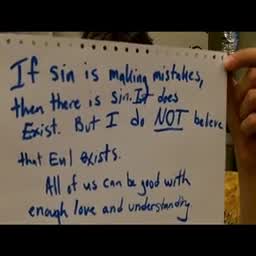 If sin is making mistakes,
then there is sin. It does
Exist. But I do NOT believe
that Evil exists.
All of us can be good with
enough love and understanding